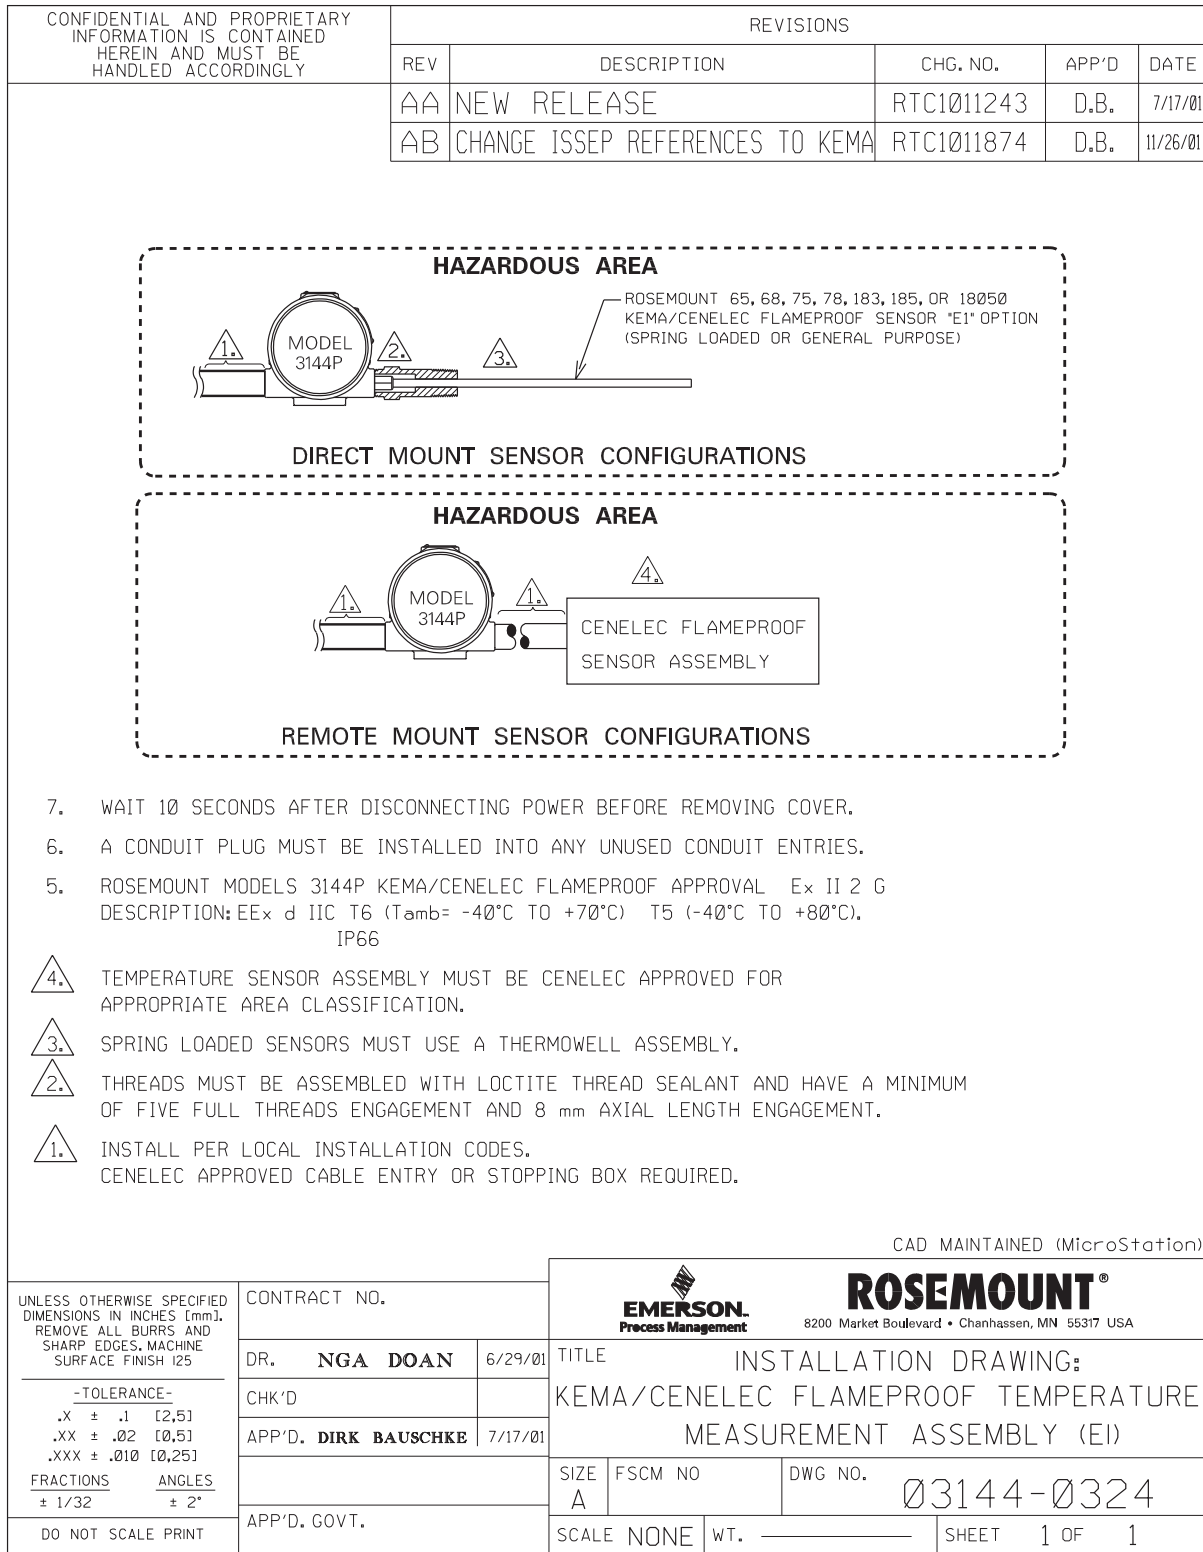 CONFIDENTIAL AND PROPRIETARY
INFORMATION IS CONTAINED
HEREIN AND MUST BE
HANDLED ACCORDINGLY
REVISIONS
REV DESCRIPTION CHG. NO. APP'D DATE
AA NEW RELEASE RTC1011243 D.B. 7/17/01
AB CHANGE ISSEP REFERENCES TO KEMA RTC1011874 D.B. 11/26/01
HAZARDOUS AREA
ROSEMOUNT 65, 68, 75, 78, 183, 185, OR 18050
KEMA/CENELEC FLAMEPROOF SENSOR "E1" OPTION
(SPRING LOADED OR GENERAL PURPOSE)
1.
MODEL
3144P
2.
3.
DIRECT MOUNT SENSOR CONFIGURATIONS
HAZARDOUS AREA
1.
MODEL
3144P
1.
4.
CENELEC FLAMEPROOF
SENSOR ASSEMBLY
REMOTE MOUNT SENSOR CONFIGURATIONS
7. WAIT 10 SECONDS AFTER DISCONNECTING POWER BEFORE REMOVING COVER.
6. A CONDUIT PLUG MUST BE INSTALLED INTO ANY UNUSED CONDUIT ENTRIES.
5. ROSEMOUNT MODELS 3144P KEMA/CENELEC FLAMEPROOF APPROVAL Ex II 2 G
DESCRIPTION: EEx d IIC T6 (Tamb= -40°C TO +70°C) T5 (-40°C TO +80°C).
IP66
4. TEMPERATURE SENSOR ASSEMBLY MUST BE CENELEC APPROVED FOR
APPROPRIATE AREA CLASSIFICATION.
3. SPRING LOADED SENSORS MUST USE A THERMOWELL ASSEMBLY.
2. THREADS MUST BE ASSEMBLED WITH LOCTITE THREAD SEALANT AND HAVE A MINIMUM
OF FIVE FULL THREADS ENGAGEMENT AND 8 mm AXIAL LENGTH ENGAGEMENT.
1. INSTALL PER LOCAL INSTALLATION CODES.
CENELEC APPROVED CABLE ENTRY OR STOPPING BOX REQUIRED.
CAD MAINTAINED (MicroStation)
UNLESS OTHERWISE SPECIFIED
DIMENSIONS IN INCHES [mm].
REMOVE ALL BURRS AND
SHARP EDGES. MACHINE
SURFACE FINISH 125
-TOLERANCE-
.X ± .1 [2,5]
.XX ± .02 [0,5]
.XXX ± .010 [0,25]
FRACTIONS ANGLES
± 1/32 ± 2°
DO NOT SCALE PRINT
CONTRACT NO.
DR. NGA DOAN 6/29/01
CHK'D
APP'D. DIRK BAUSCHKE 7/17/01
APP'D. GOVT.
EMERSON.
Process Management
ROSEMOUNT®
8200 Market Boulevard • Chanhassen, MN 55317 USA
TITLE INSTALLATION DRAWING:
KEMA/CENELEC FLAMEPROOF TEMPERATURE
MEASUREMENT ASSEMBLY (EI)
SIZE FSCM NO DWG NO.
A 03144-0324
SCALE NONE WT. SHEET 1 OF 1